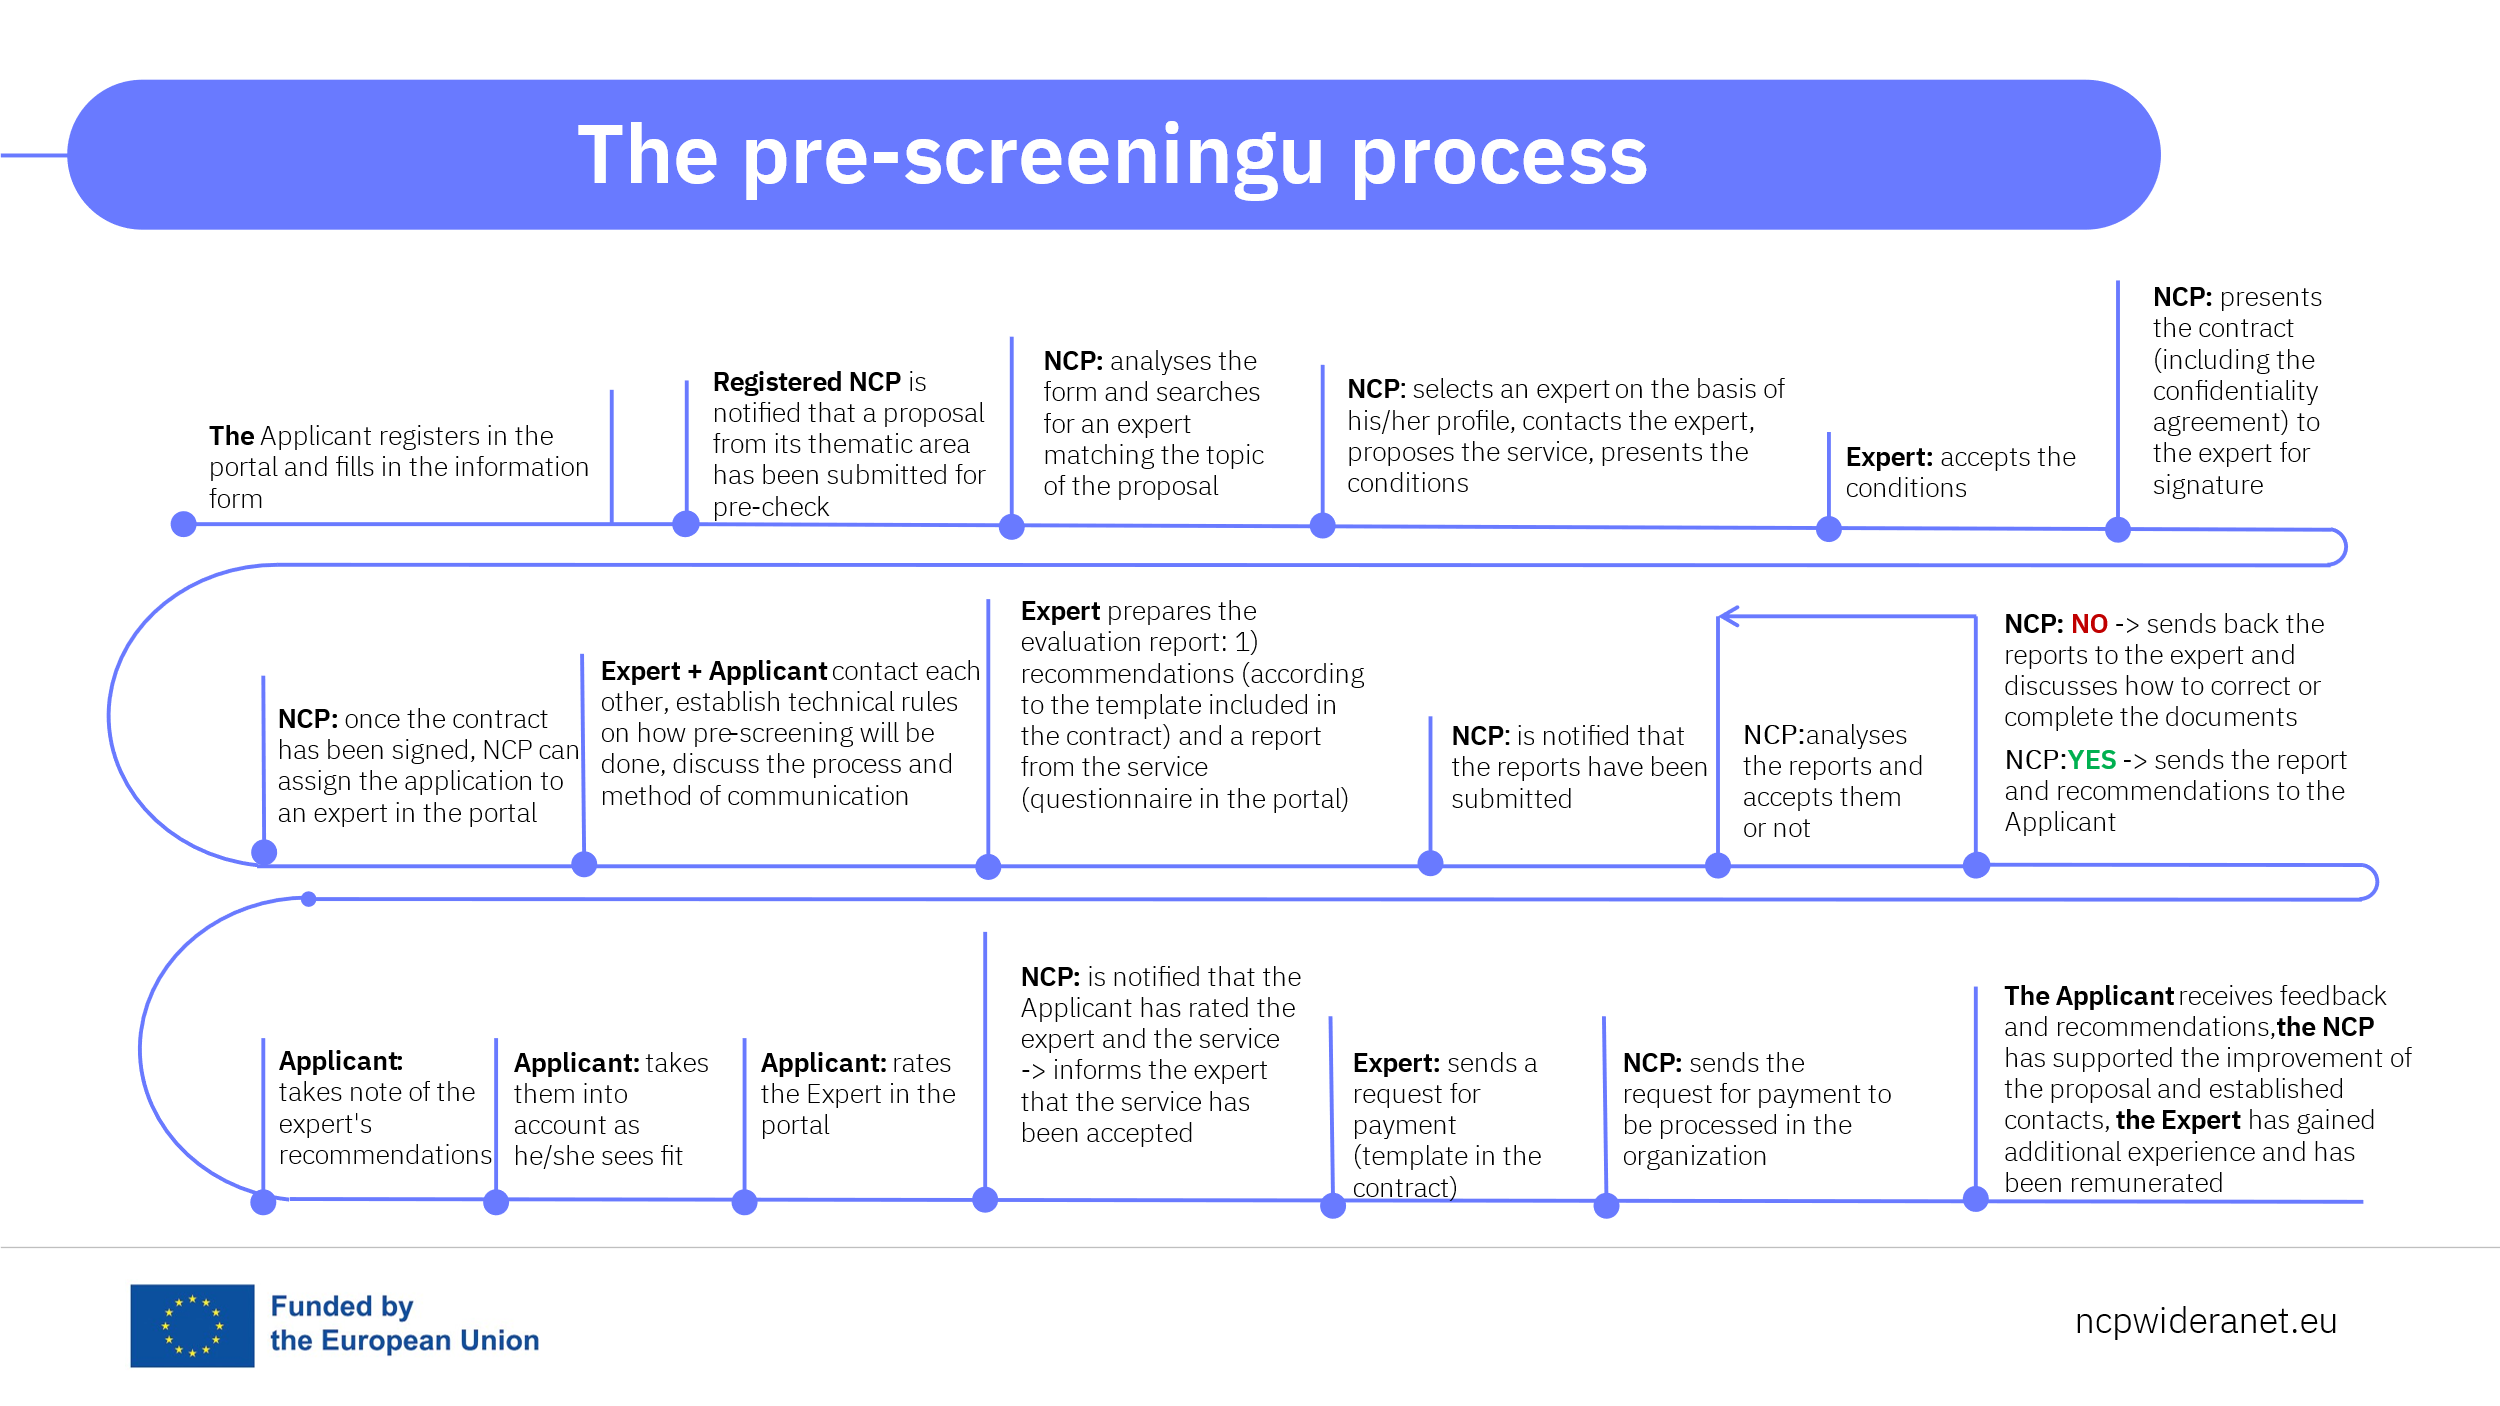 The pre-screeningu process
The Applicant registers in the
portal and fills in the information
form
Registered NCP is
notified that a proposal
from its thematic area
has been submitted for
pre-check
NCP: analyses the
form and searches
for an expert
matching the topic
of the proposal
NCP: selects an expert on the basis of
his/her profile, contacts the expert,
proposes the service, presents the
conditions
Expert: accepts the
conditions
NCP: presents
the contract
(including the
confidentiality
agreement) to
the expert for
signature
NCP: once the contract
has been signed, NCP can
assign the application to
an expert in the portal
Expert + Applicant contact each
other, establish technical rules
on how pre-screening will be
done, discuss the process and
method of communication
Expert prepares the
evaluation report: 1)
recommendations (according
to the template included in
the contract) and a report
from the service
(questionnaire in the portal)
NCP: is notified that
the reports have been
submitted
NCP:analyses
the reports and
accepts them
or not
NCP: NO -> sends back the
reports to the expert and
discusses how to correct or
complete the documents
NCP:YES -> sends the report
and recommendations to the
Applicant
Applicant:
takes note of the
expert's
recommendations
Applicant: takes
them into
account as
he/she sees fit
Applicant: rates
the Expert in the
portal
NCP: is notified that the
Applicant has rated the
expert and the service
-> informs the expert
that the service has
been accepted
Expert: sends a
request for
payment
(template in the
contract)
NCP: sends the
request for payment to
be processed in the
organization
The Applicant receives feedback
and recommendations,the NCP
has supported the improvement of
the proposal and established
contacts, the Expert has gained
additional experience and has
been remunerated
Funded by
the European Union
ncpwideranet.eu